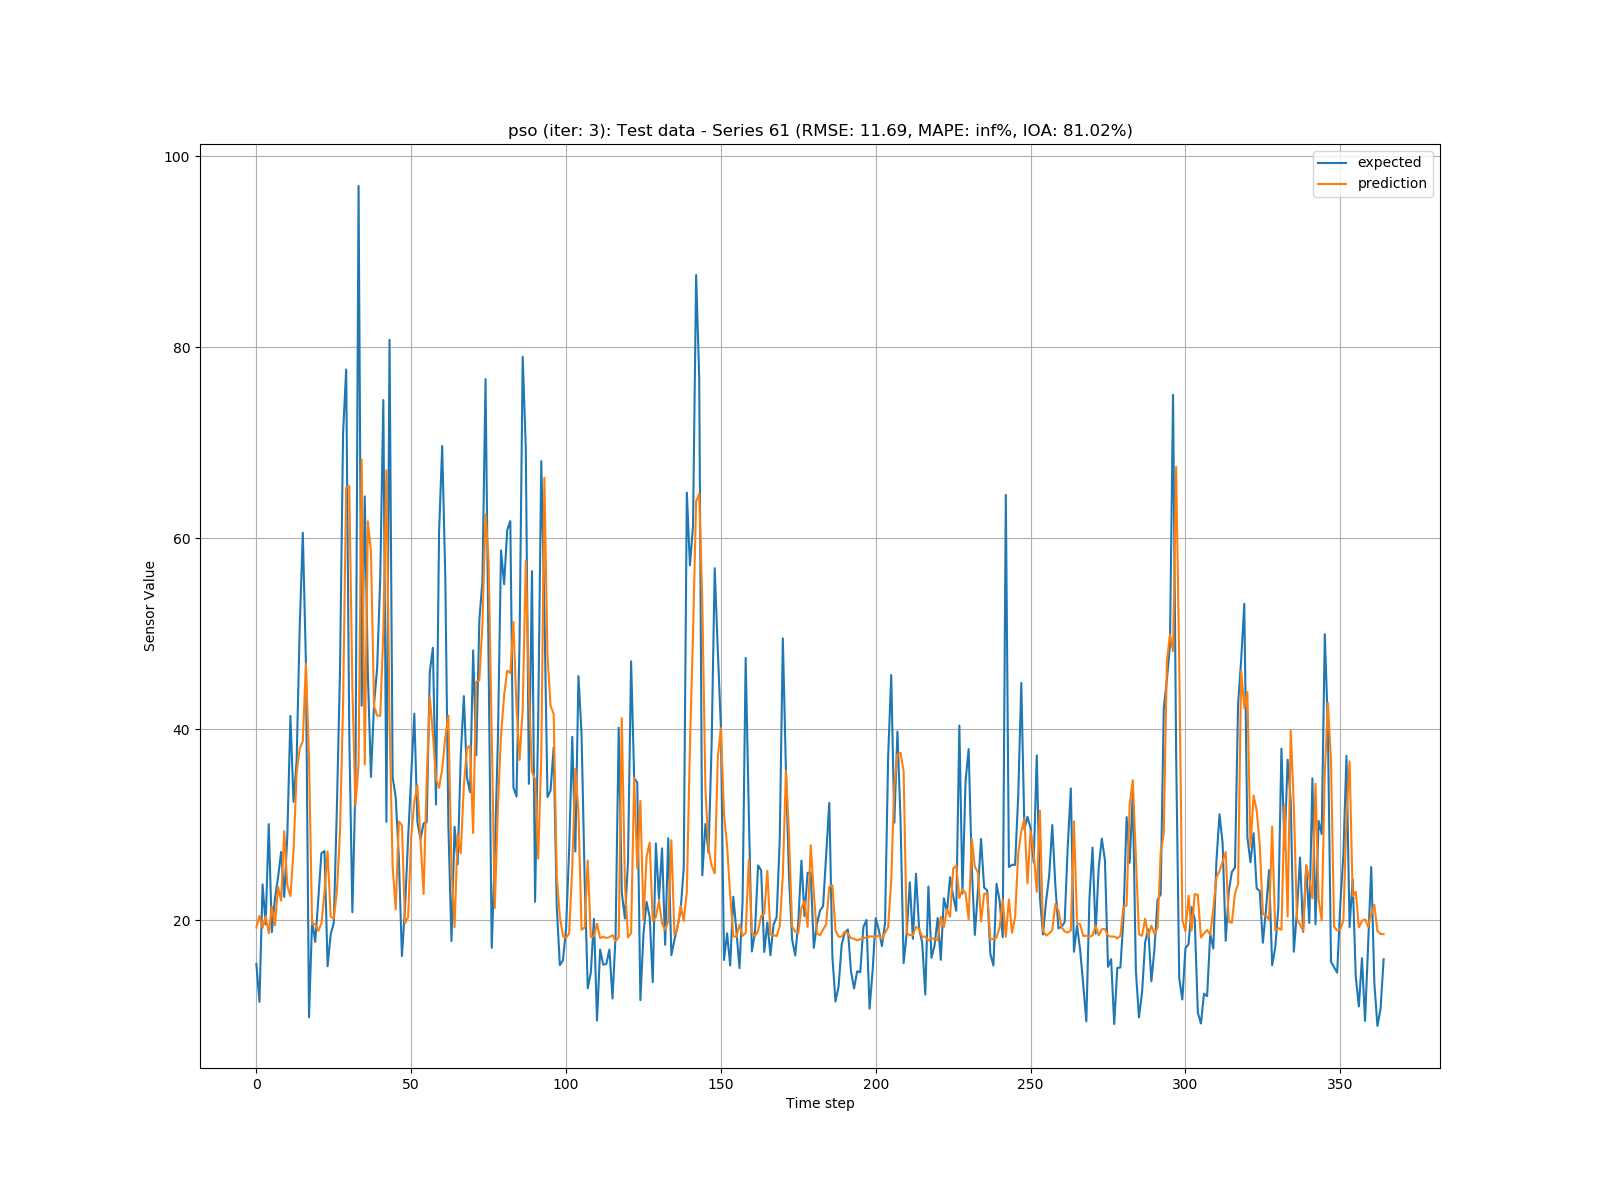 pso (iter: 3): Test data - Series 61 (RMSE: 11.69, MAPE: inf%, IOA: 81.02%)
expected
prediction
100
80
60
40
20
Sensor Value
0 50 100 150 200 250 300 350
Time step